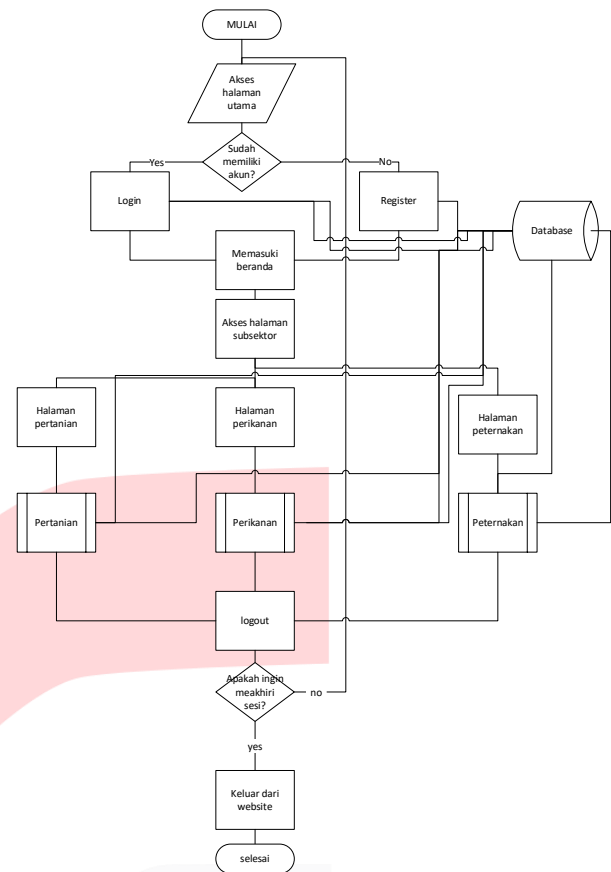 MULAI
Akses
halaman
utama
Sudah
memiliki
akun?
Yes
No
Login
Register
Database
Memasuki
beranda
Akses halaman
subsektor
Halaman
pertanian
Halaman
perikanan
Halaman
peternakan
Pertanian
Perikanan
Peternakan
logout
Apakah ingin
meakhiri
sesi?
no
yes
Keluar dari
website
selesai